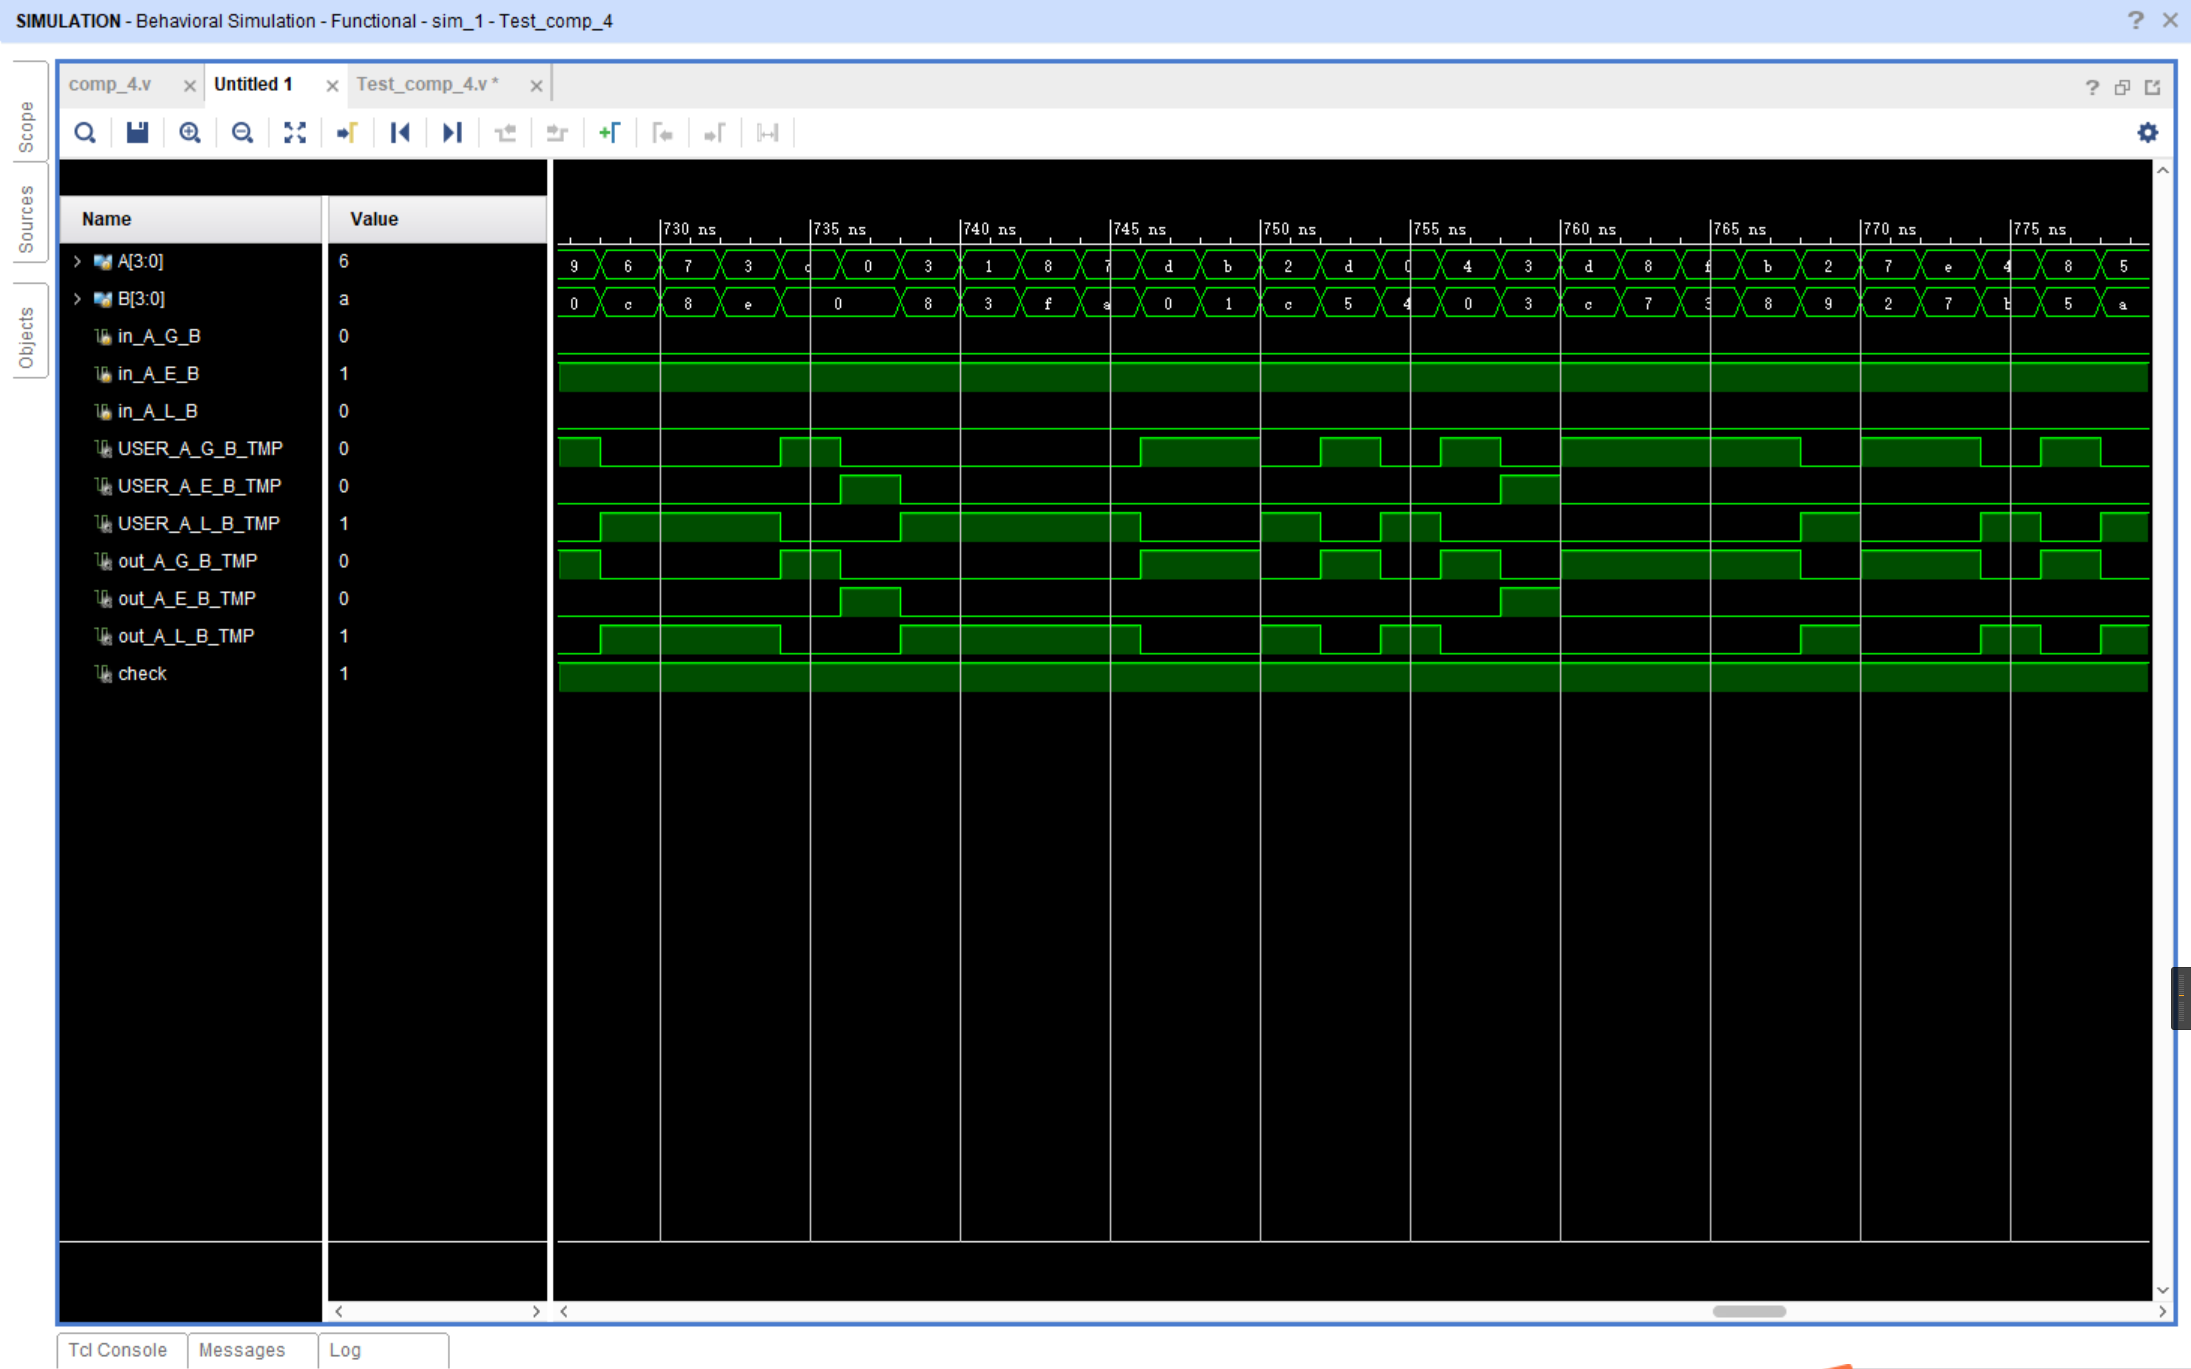 SIMULATION - Behavioral Simulation - Functional - sim_1 - Test_comp_4
Scope
Sources
Objects
comp_4.v
Untitled 1
Test_comp_4.v *
Name
Value
730 ns 735 ns 740 ns 745 ns 750 ns 755 ns 760 ns 765 ns 770 ns 775 ns
A[3:0] 6 9 6 7 3 0 3 1 8 7 d b 2 d 4 3 d 8 f b 2 7 e 4 8 5
B[3:0] a 0 c 8 e 0 8 3 f a 0 1 c 5 4 0 3 c 7 3 8 9 2 7 b 5 a
in_A_G_B 0
in_A_E_B 1
in_A_L_B 0
USER_A_G_B_TMP 0
USER_A_E_B_TMP 0
USER_A_L_B_TMP 1
out_A_G_B_TMP 0
out_A_E_B_TMP 0
out_A_L_B_TMP 1
check 1
Tcl Console
Messages
Log